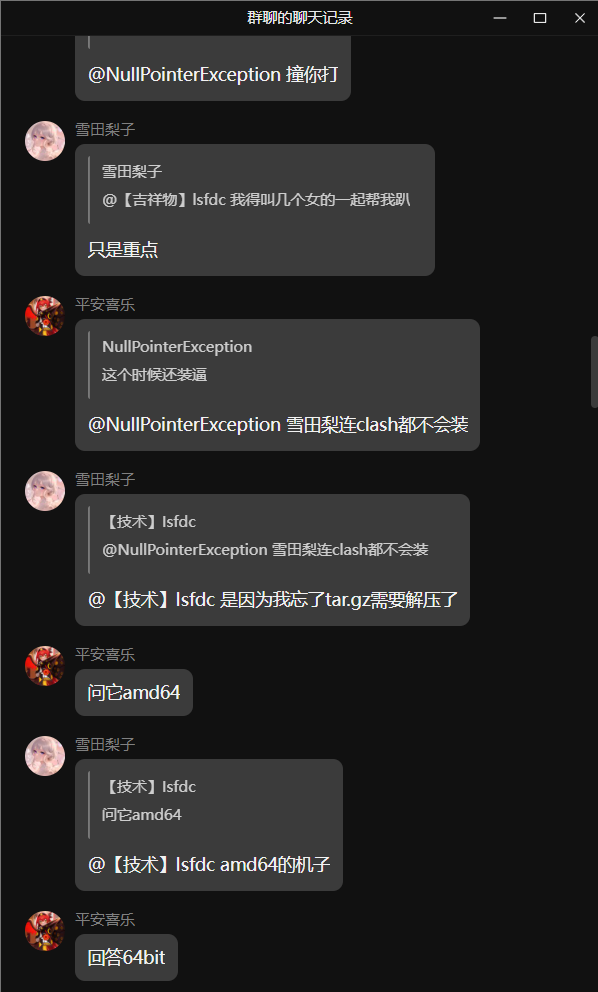 群聊的聊天记录
@NullPointerException 撞你打
雪田梨子
雪田梨子
@【吉祥物】lsfdc 我得叫几个女的一起帮我趴
只是重点
平安喜乐
NullPointerException
这个时候还装逼
@NullPointerException 雪田梨连clash都不会装
雪田梨子
【技术】lsfdc
@NullPointerException 雪田梨连clash都不会装
@【技术】lsfdc 是因为我忘了tar.gz需要解压了
平安喜乐
问它amd64
雪田梨子
【技术】lsfdc
问它amd64
@【技术】lsfdc amd64的机子
平安喜乐
回答64bit